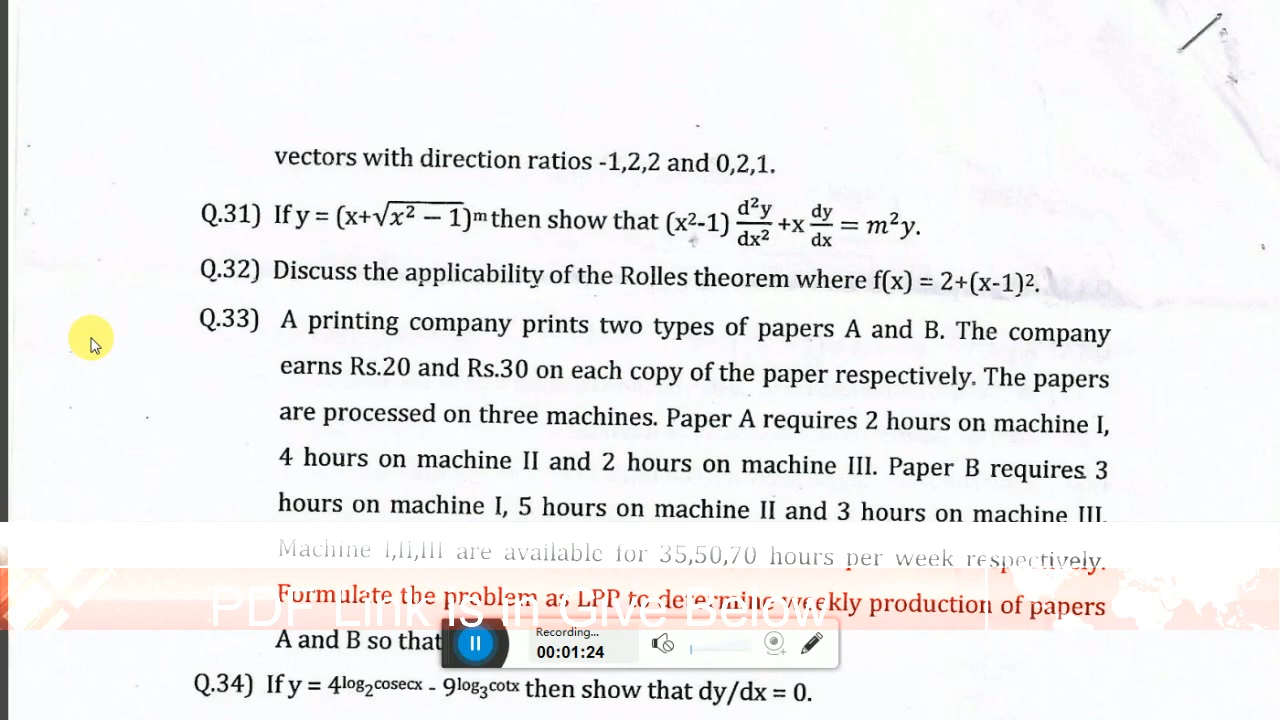 vectors with direction ratios -1,2,2 and 0,2,1.
Q.31) If y = (x+√x² − 1)ᵐ then show that (x²-1) d²y/dx² +x dy/dx = m²y.
Q.32) Discuss the applicability of the Rolles theorem where f(x) = 2+(x-1)².
Q.33) A printing company prints two types of papers A and B. The company
earns Rs.20 and Rs.30 on each copy of the paper respectively. The papers
are processed on three machines. Paper A requires 2 hours on machine I,
4 hours on machine II and 2 hours on machine III. Paper B requires 3
hours on machine I, 5 hours on machine II and 3 hours on machine III.
Machine I,II,III are available for 35,50,70 hours per week respectively.
Formulate the problem as LPP to determine weekly production of papers
PDF Link is in Give Below
A and B so that
Recording...
00:01:24
Q.34) If y = 4^log₂cosecx - 9^log₃cotx then show that dy/dx = 0.